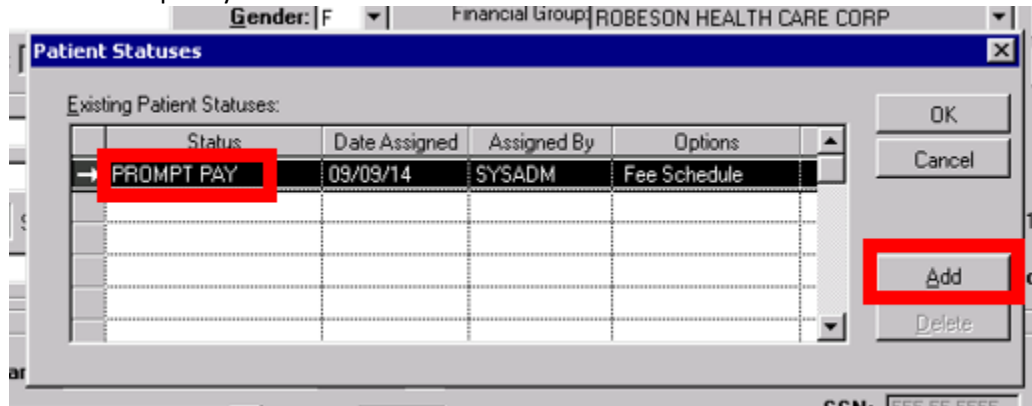 Gender: F Financial Group: ROBESON HEALTH CARE CORP
Patient Statuses
Existing Patient Statuses:
OK
Status Date Assigned Assigned By Options
Cancel
PROMPT PAY 09/09/14 SYSADM Fee Schedule
Add
Delete